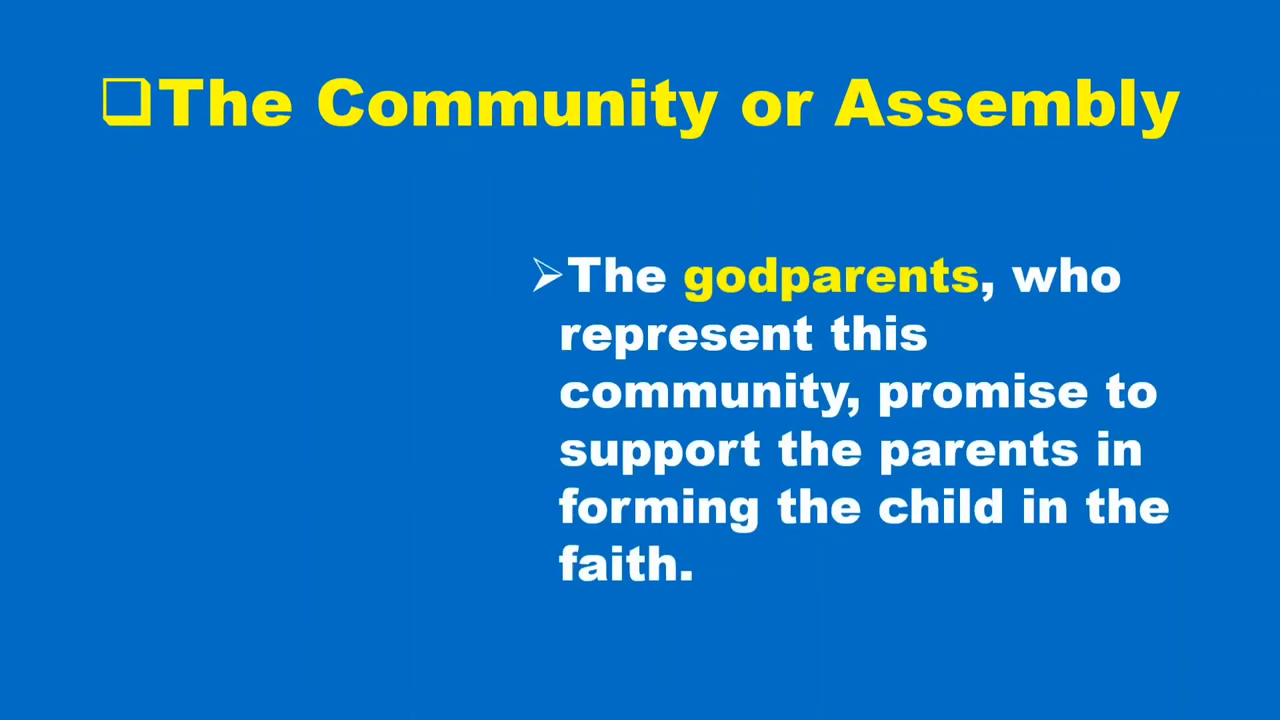 ❑The Community or Assembly
➢The godparents, who
represent this
community, promise to
support the parents in
forming the child in the
faith.